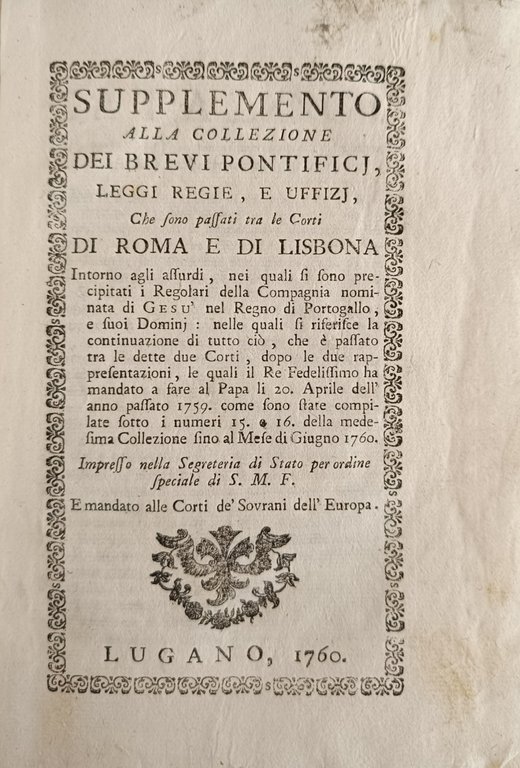 SUPPLEMENTO
ALLA COLLEZIONE
DEI BREVI PONTIFICJ,
LEGGI REGIE, E UFFIZJ,
Che ſono paſſati tra le Corti
DI ROMA E DI LISBONA
Intorno agli aſſurdi, nei quali ſi ſono pre-
cipitati i Regolari della Compagnia nomi-
nata di GESU' nel Regno di Portogallo,
e ſuoi Dominj: nelle quali ſi riferiſce la
continuazione di tutto ciò, che è paſſato
tra le dette due Corti, dopo le due rap-
preſentazioni, le quali il Re Fedeliſſimo ha
mandato a fare al Papa li 20. Aprile dell'
anno paſſato 1759. come ſono ſtate compi-
late ſotto i numeri 15. e 16. della mede-
ſima Collezione ſino al Meſe di Giugno 1760.
Impreſſo nella Segreteria di Stato per ordine
ſpeciale di S. M. F.
E mandato alle Corti de' Sovrani dell' Europa.
LUGANO, 1760.